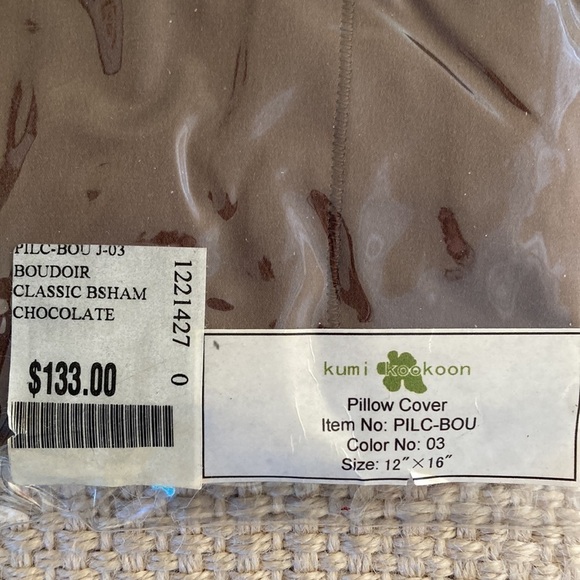 PILC-BOU J-03
BOUDOIR
CLASSIC BSHAM
CHOCOLATE
$133.00
1221427 0
kumi kookoon
Pillow Cover
Item No: PILC-BOU
Color No: 03
Size: 12″×16″